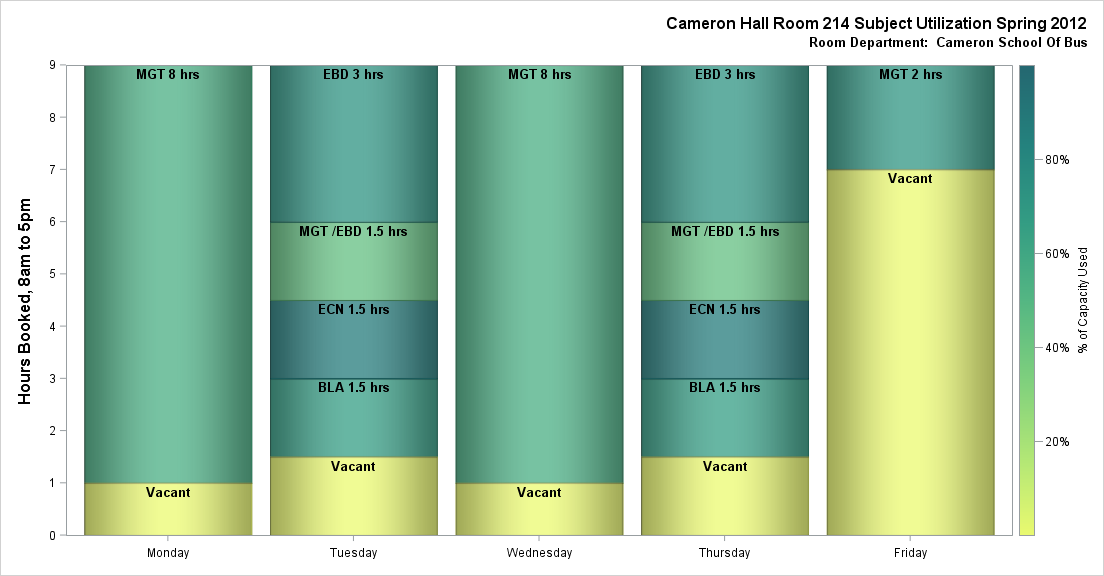 Cameron Hall Room 214 Subject Utilization Spring 2012
Room Department:  Cameron School Of Bus
Hours Booked, 8am to 5pm
9
8
7
6
5
4
3
2
1
0
MGT 8 hrs
Vacant
EBD 3 hrs
MGT /EBD 1.5 hrs
ECN 1.5 hrs
BLA 1.5 hrs
Vacant
MGT 8 hrs
Vacant
EBD 3 hrs
MGT /EBD 1.5 hrs
ECN 1.5 hrs
BLA 1.5 hrs
Vacant
MGT 2 hrs
Vacant
Monday
Tuesday
Wednesday
Thursday
Friday
80%
60%
40%
20%
% of Capacity Used